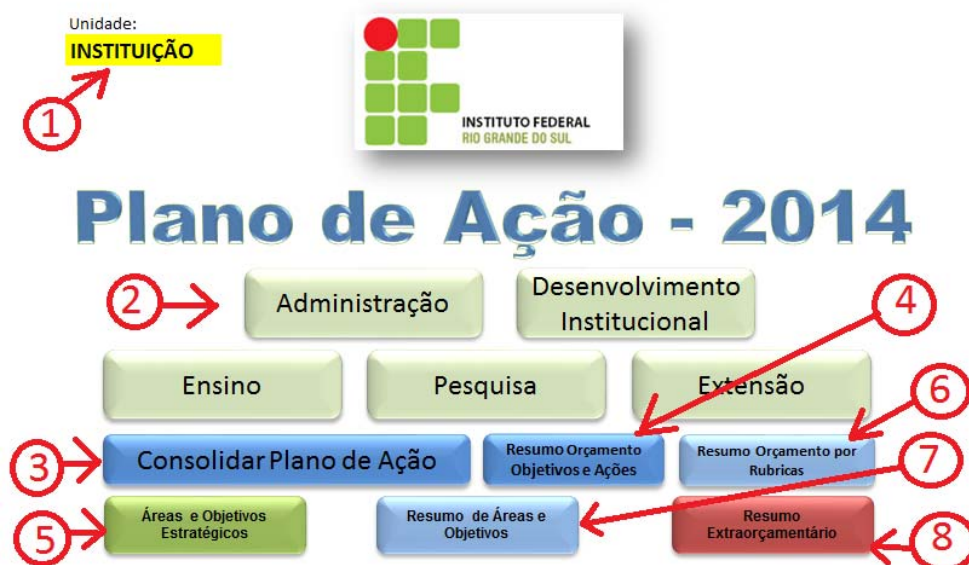 Unidade:
INSTITUIÇÃO
1
INSTITUTO FEDERAL
RIO GRANDE DO SUL
Plano de Ação - 2014
2
Administração
Desenvolvimento
Institucional
4
Ensino
Pesquisa
Extensão
6
3
Consolidar Plano de Ação
Resumo Orçamento
Objetivos e Ações
Resumo Orçamento por
Rubricas
7
5
Áreas e Objetivos
Estratégicos
Resumo de Áreas e
Objetivos
Resumo
Extraorçamentário
8